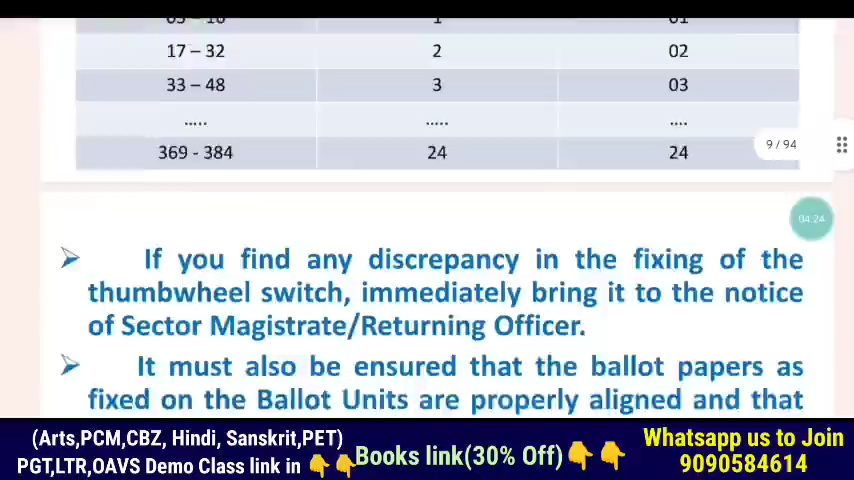 17 – 32 2 02
33 – 48 3 03
..... ..... ....
369 - 384 24 24
9 / 94
04:24
➢ If you find any discrepancy in the fixing of the
thumbwheel switch, immediately bring it to the notice
of Sector Magistrate/Returning Officer.
➢ It must also be ensured that the ballot papers as
fixed on the Ballot Units are properly aligned and that
(Arts,PCM,CBZ, Hindi, Sanskrit,PET)
PGT,LTR,OAVS Demo Class link in 👇👇
Books link(30% Off)👇👇
Whatsapp us to Join
9090584614